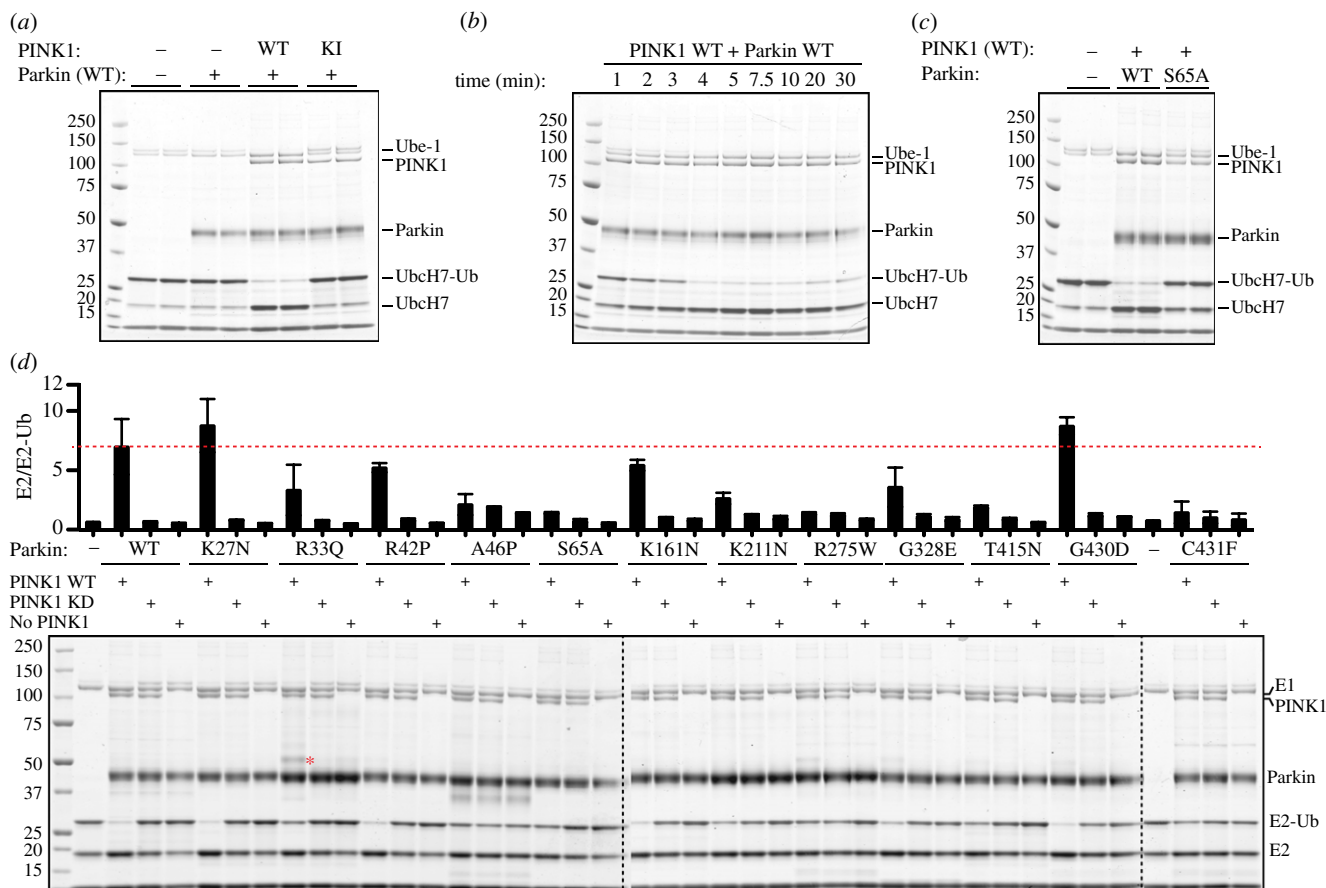 (a)
PINK1: – – WT KI
Parkin (WT): – + + +
250
150
100
75
50
37
25
20
15
Ube-1
PINK1
Parkin
UbcH7-Ub
UbcH7
(b)
PINK1 WT + Parkin WT
time (min): 1 2 3 4 5 7.5 10 20 30
250
150
100
75
50
37
25
20
15
Ube-1
PINK1
Parkin
UbcH7-Ub
UbcH7
(c)
PINK1 (WT): – + +
Parkin: – WT S65A
250
150
100
75
50
37
25
20
15
Ube-1
PINK1
Parkin
UbcH7-Ub
UbcH7
(d)
E2/E2-Ub
12
10
5
0
Parkin: – WT K27N R33Q R42P A46P S65A K161N K211N R275W G328E T415N G430D – C431F
PINK1 WT + + + + + + + + + + + + +
PINK1 KD + + + + + + + + + + + + +
No PINK1 + + + + + + + + + + + + +
250
150
100
75
50
37
25
20
15
*
E1
PINK1
Parkin
E2-Ub
E2